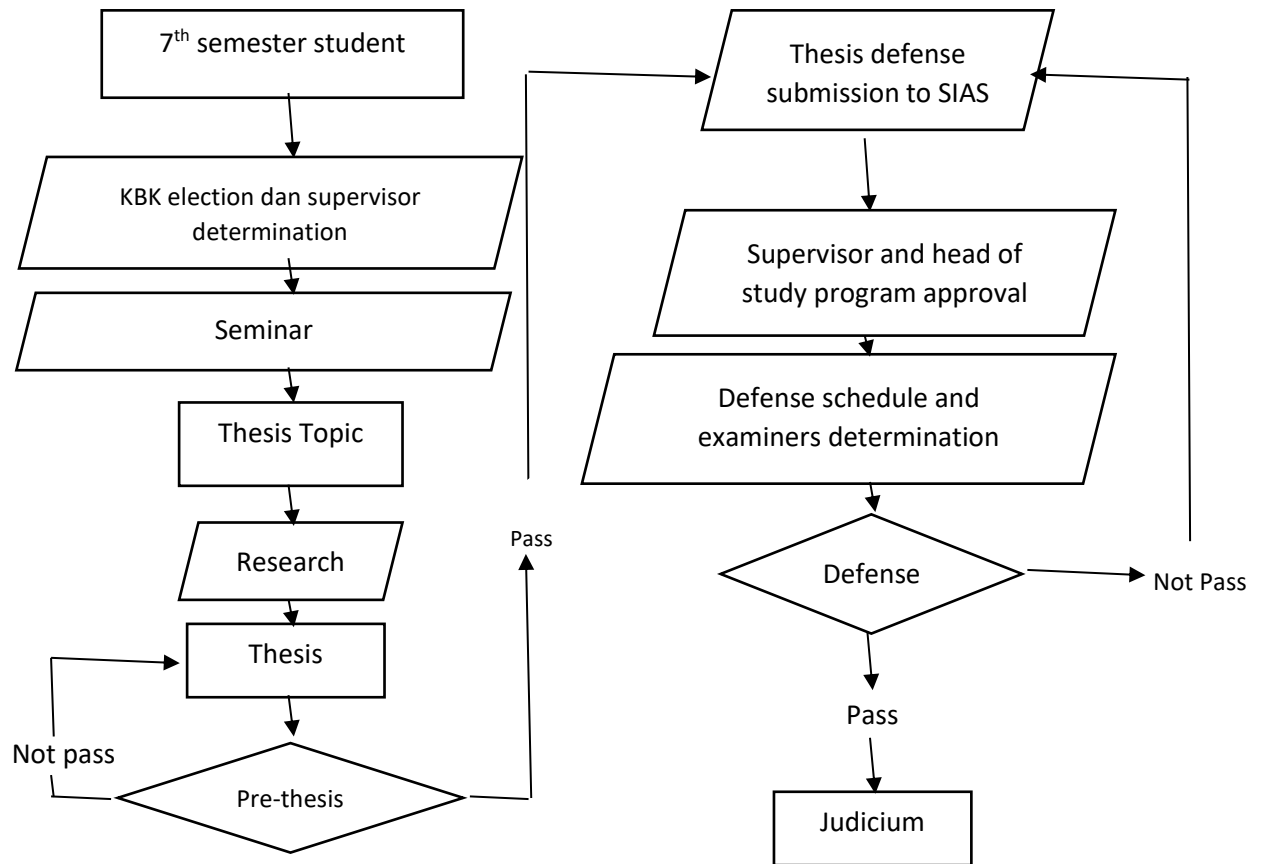 7th semester student
KBK election dan supervisor
determination
Seminar
Thesis Topic
Research
Thesis
Not pass
Pre-thesis
Pass
Thesis defense
submission to SIAS
Supervisor and head of
study program approval
Defense schedule and
examiners determination
Defense
Not Pass
Pass
Judicium